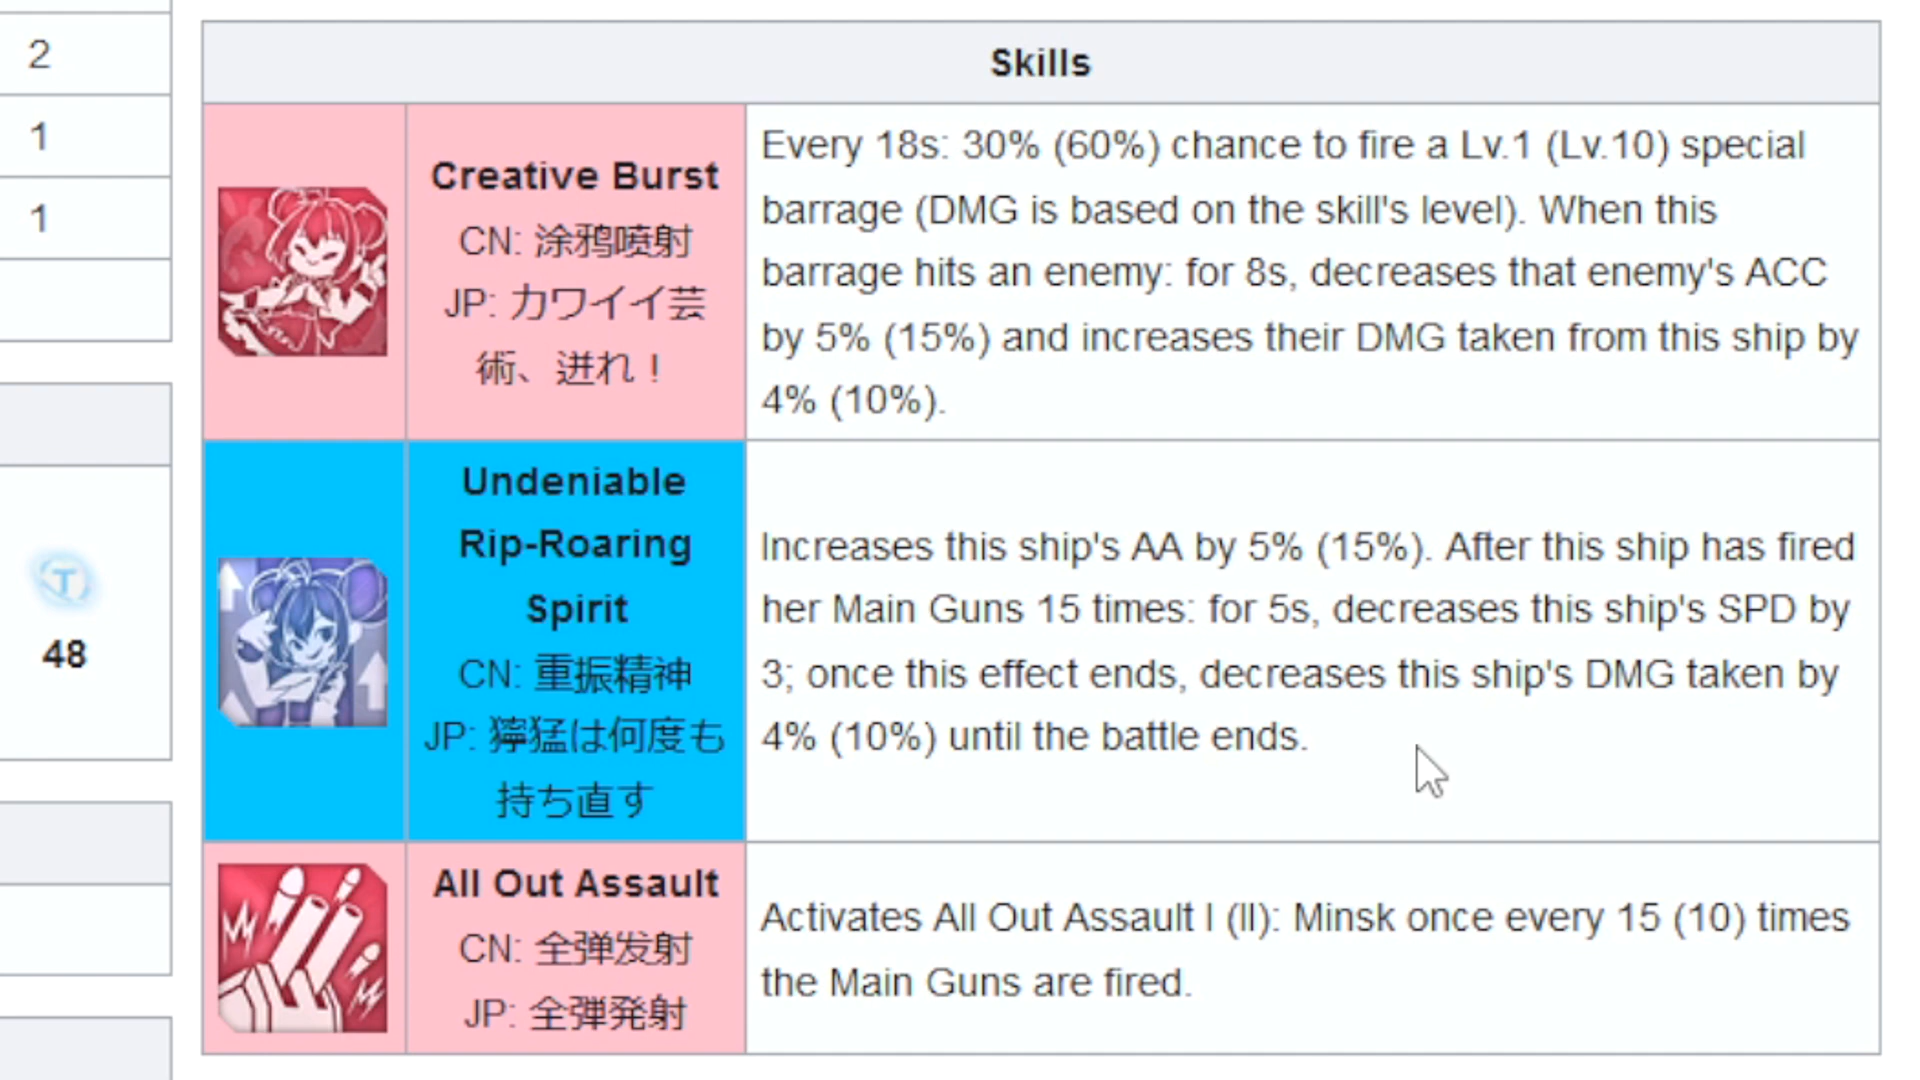 2
1
1
T
48
Skills
Creative Burst
CN: 涂鸦喷射
JP: カワイイ芸
術、迸れ！
Every 18s: 30% (60%) chance to fire a Lv.1 (Lv.10) special
barrage (DMG is based on the skill's level). When this
barrage hits an enemy: for 8s, decreases that enemy's ACC
by 5% (15%) and increases their DMG taken from this ship by
4% (10%).
Undeniable
Rip-Roaring
Spirit
CN: 重振精神
JP: 獰猛は何度も
持ち直す
Increases this ship's AA by 5% (15%). After this ship has fired
her Main Guns 15 times: for 5s, decreases this ship's SPD by
3; once this effect ends, decreases this ship's DMG taken by
4% (10%) until the battle ends.
All Out Assault
CN: 全弹发射
JP: 全弾発射
Activates All Out Assault I (II): Minsk once every 15 (10) times
the Main Guns are fired.